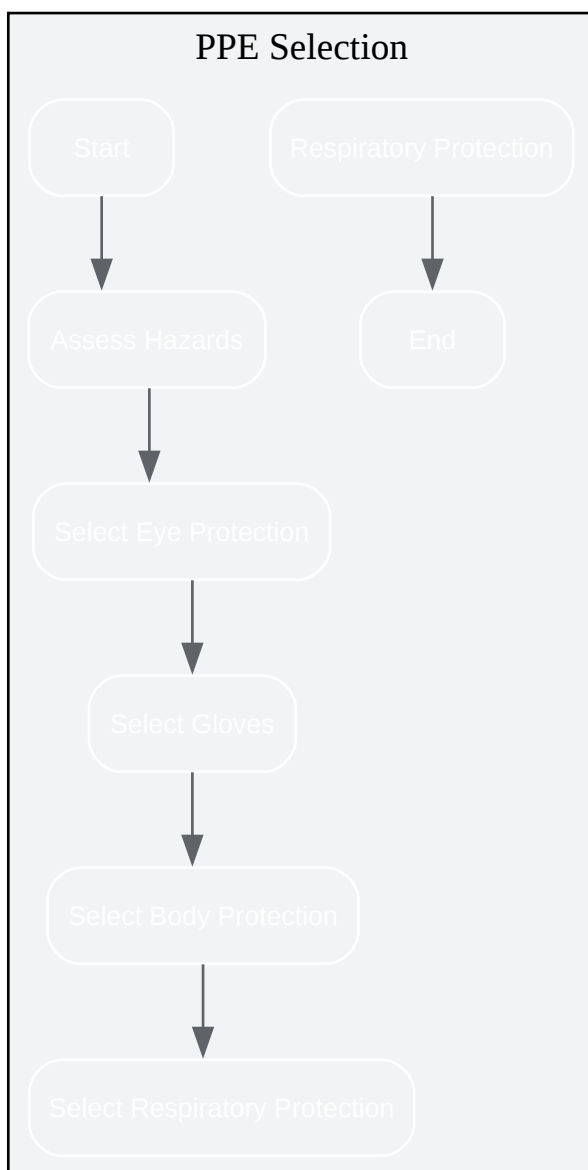 PPE Selection
Start
Respiratory Protection
Assess Hazards
End
Select Eye Protection
Select Gloves
Select Body Protection
Select Respiratory Protection